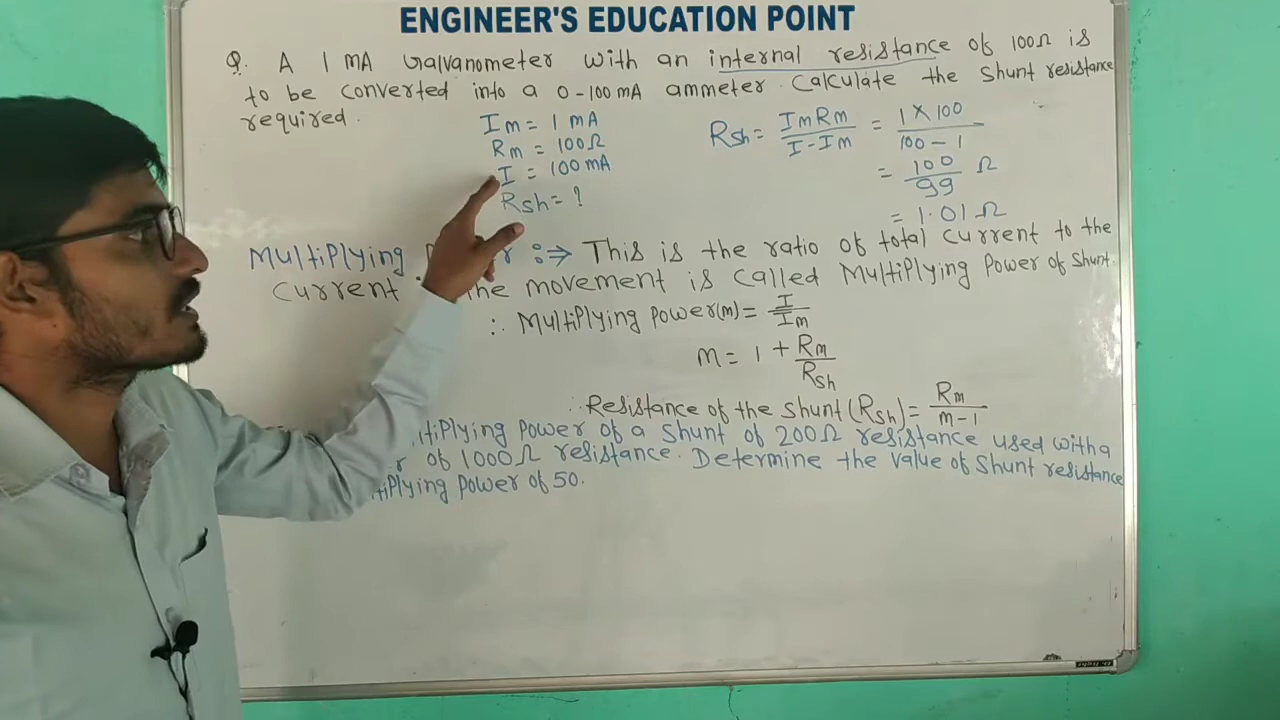 ENGINEER'S EDUCATION POINT
Q. A 1 mA Galvanometer with an internal resistance of 100Ω is
to be converted into a 0-100 mA ammeter. Calculate the shunt resistance
required.
Im = 1 mA
Rm = 100Ω
I = 100 mA
Rsh = ?
Rsh = ImRm / I - Im = 1 × 100 / 100 - 1
= 100 / 99 Ω
= 1.01 Ω
Multiplying :⇒ This is the ratio of total current to the
current the movement is called Multiplying Power of shunt.
∴ Multiplying power(m) = I / Im
m = 1 + Rm / Rsh
∴ Resistance of the shunt (Rsh) = Rm / m-1
Power of a shunt of 200Ω resistance used with a
of 1000Ω resistance. Determine the value of shunt resistance
power of 50.